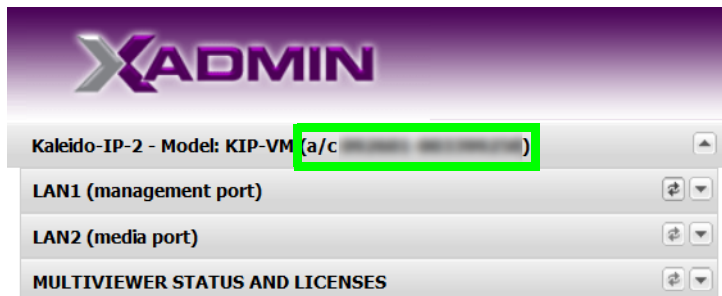 XADMIN
Kaleido-IP-2 - Model: KIP-VM (a/c )
LAN1 (management port)
LAN2 (media port)
MULTIVIEWER STATUS AND LICENSES